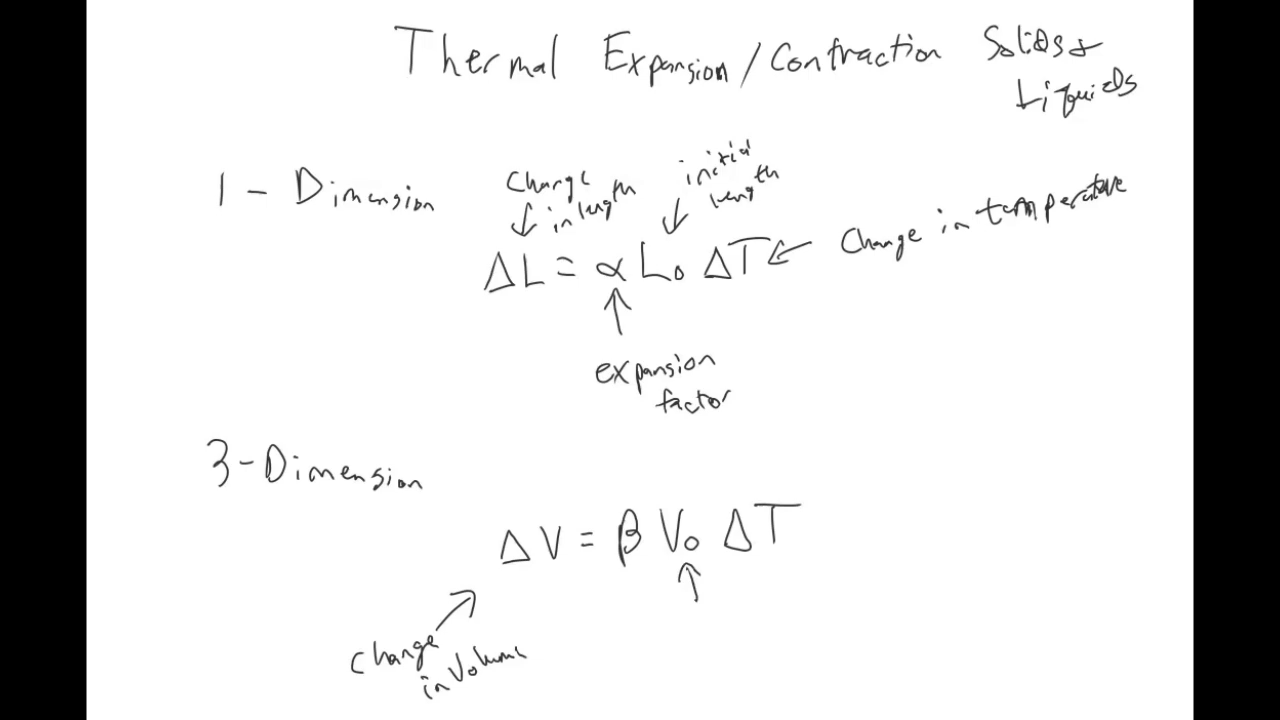 Thermal Expansion/Contraction Solids &
Liquids
1 - Dimension
Change
in length
initial
length
ΔL = α L₀ ΔT
Change in temperature
expansion
factor
3-Dimension
ΔV = β V₀ ΔT
Change
in Volume